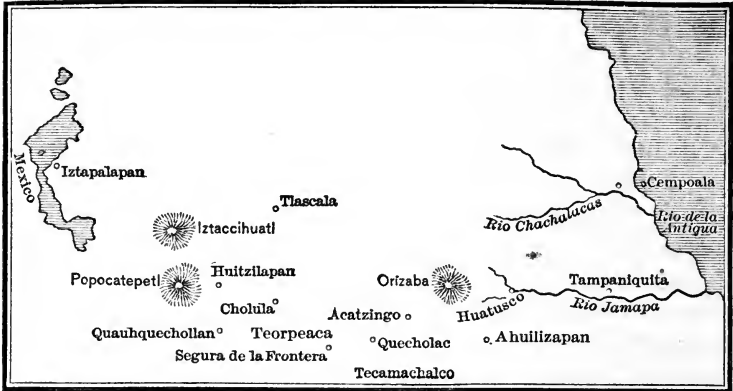 Mexico
Iztapalapan
Tlascala
Iztaccihuatl
Cempoala
Rio de la
Antigua
Rio Chachalacas
Popocatepetl
Huitzilapan
Orizaba
Tampaniquita
Cholula
Huatusco
Rio Jamapa
Acatzingo
Quauhquechollan
Teorpeaca
Quecholac
Ahuilizapan
Segura de la Frontera
Tecamachalco